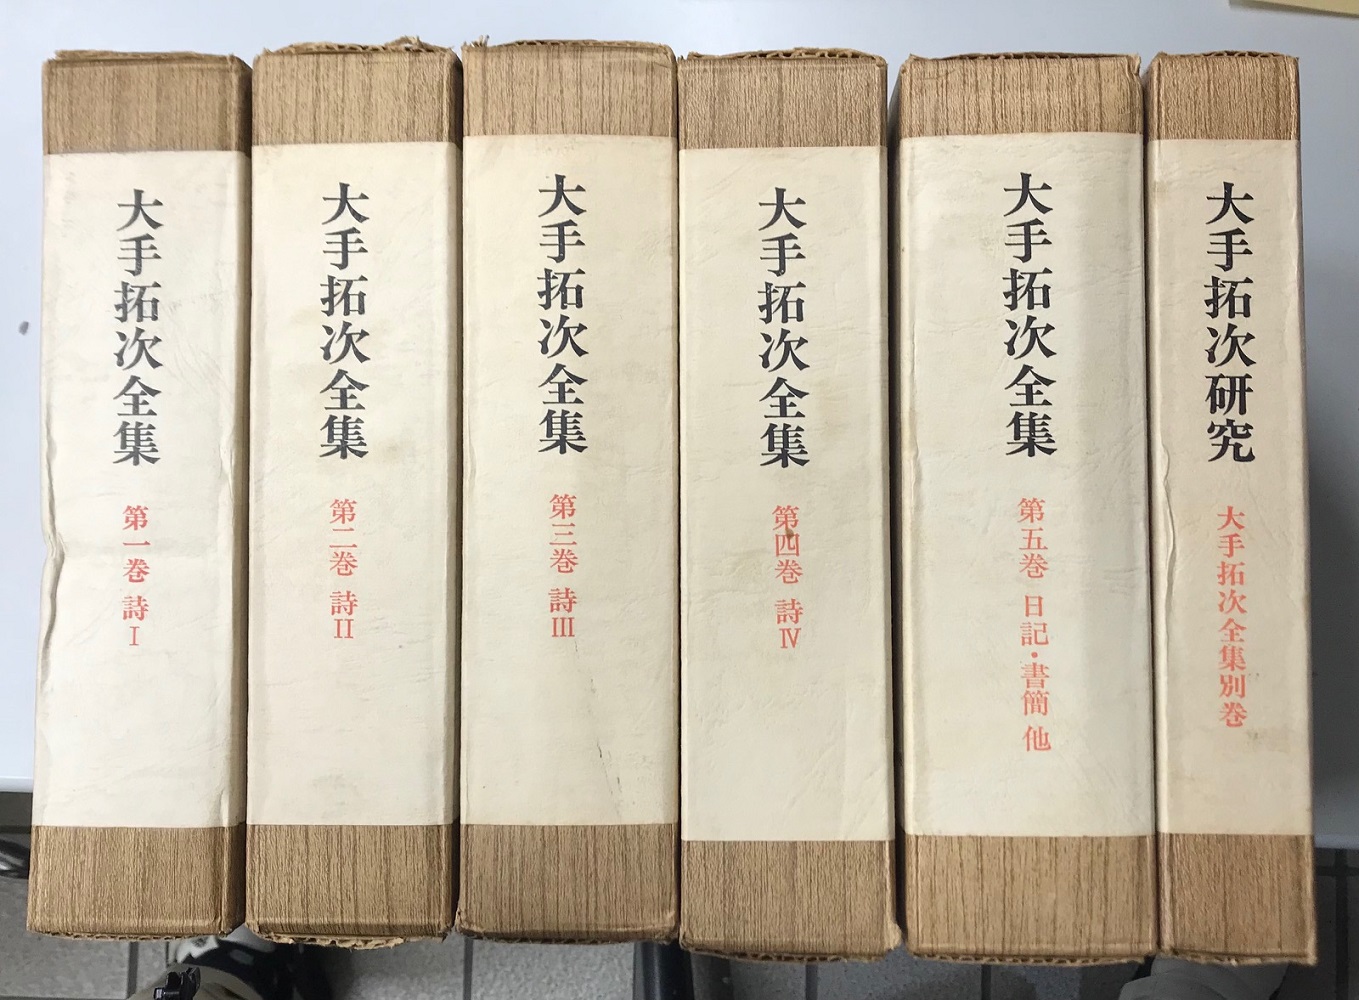 大手拓次全集
第一巻 詩Ⅰ
大手拓次全集
第二巻 詩Ⅱ
大手拓次全集
第三巻 詩Ⅲ
大手拓次全集
第四巻 詩Ⅳ
大手拓次全集
第五巻 日記・書簡 他
大手拓次研究
大手拓次全集別巻